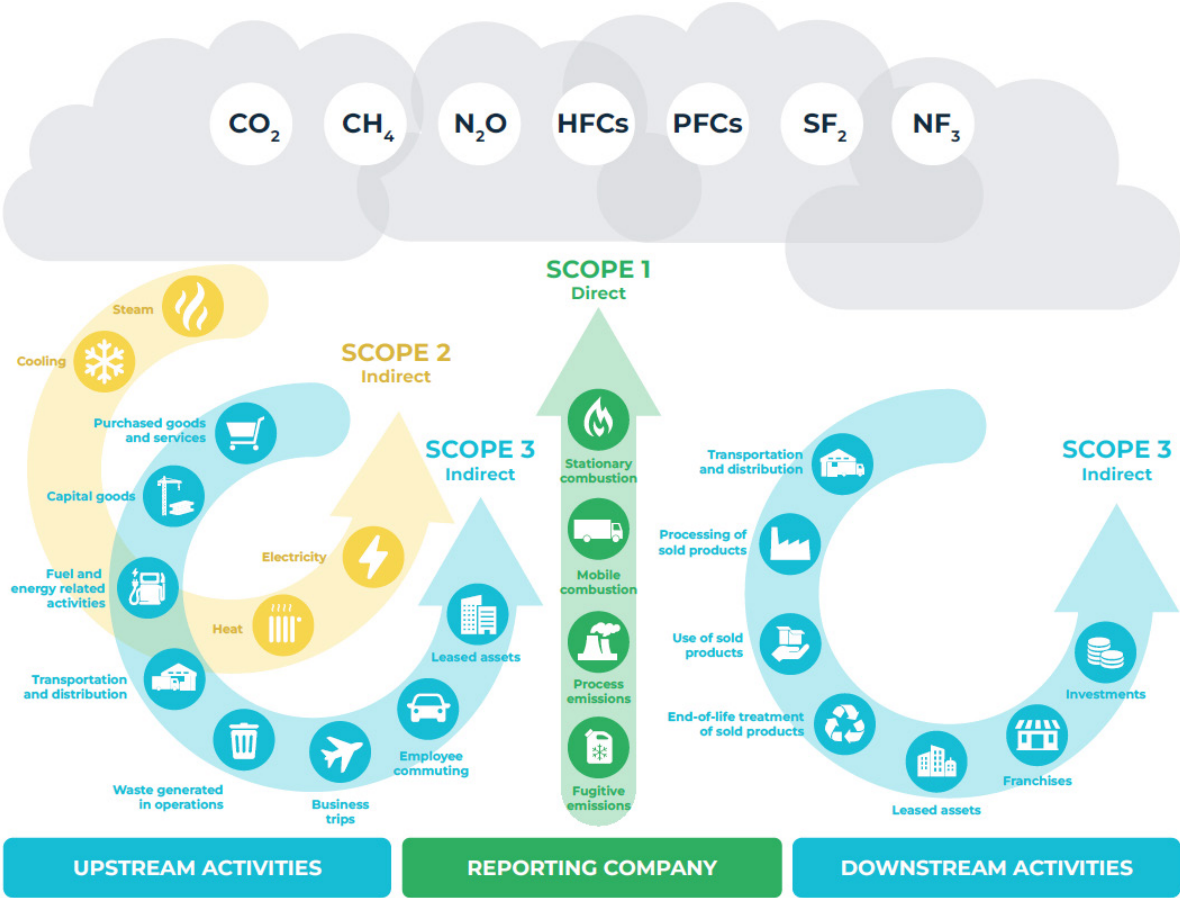 CO₂
CH₄
N₂O
HFCs
PFCs
SF₂
NF₃
SCOPE 1
Direct
Steam
Cooling
SCOPE 2
Indirect
Purchased goods
and services
Capital goods
Fuel and
energy related
activities
Electricity
Heat
SCOPE 3
Indirect
Transportation
and distribution
Waste generated
in operations
Business
trips
Employee
commuting
Leased assets
Stationary
combustion
Mobile
combustion
Process
emissions
Fugitive
emissions
SCOPE 3
Indirect
Transportation
and distribution
Processing of
sold products
Use of sold
products
End-of-life treatment
of sold products
Leased assets
Franchises
Investments
UPSTREAM ACTIVITIES
REPORTING COMPANY
DOWNSTREAM ACTIVITIES